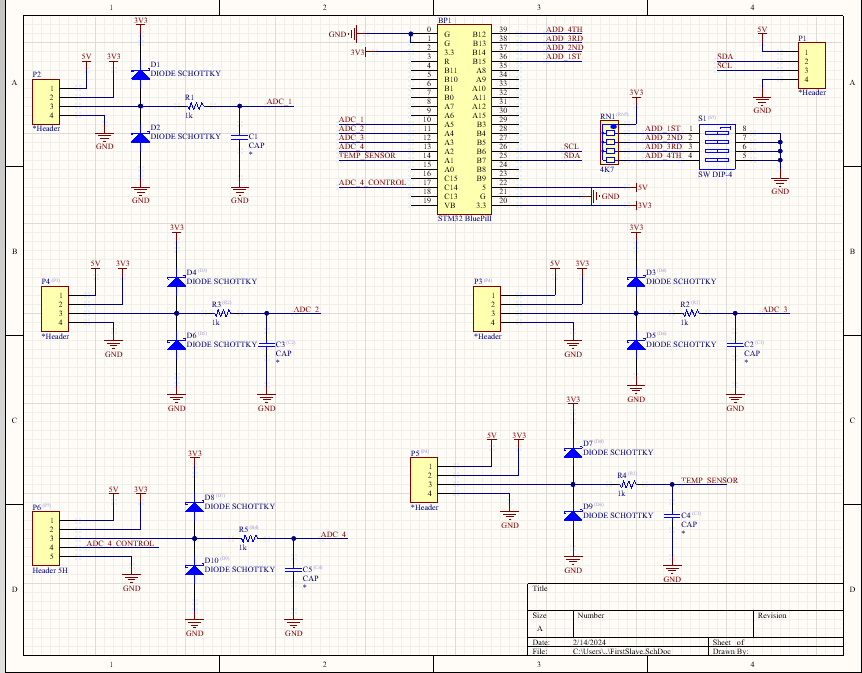 1 2 3 4
A
B
C
D
3V3
5V 3V3
D1
DIODE SCHOTTKY
P2
1
2
3
4
*Header
GND
R1
1k
ADC_1
D2
DIODE SCHOTTKY
C1
CAP
*
GND
GND
BP1
GND
3V3
0 G B12 39 ADD_4TH
1 G B13 38 ADD_3RD
2 3.3 B14 37 ADD_2ND
3 R B15 36 ADD_1ST
4 B11 A8 35
5 B10 A9 34
6 B1 A10 33
7 B0 A11 32
8 A7 A12 31
9 A6 A15 30
ADC_1 10 A5 B3 29
ADC_2 11 A4 B4 28
ADC_3 12 A3 B5 27
ADC_4 13 A2 B6 26 SCL
TEMP_SENSOR 14 A1 B7 25 SDA
15 A0 B8 24
16 C15 B9 23
ADC_4_CONTROL 17 C14 5 22 5V
18 C13 G 21 GND
19 VB 3.3 20 3V3
STM32 BluePill
5V
P1
SDA
SCL
1
2
3
4
*Header
GND
3V3
RN1
4K7
S1
ADD_1ST 1 8
ADD_2ND 2 7
ADD_3RD 3 6
ADD_4TH 4 5
SW DIP-4
GND
3V3
5V 3V3
D4
DIODE SCHOTTKY
P4
1
2
3
4
*Header
GND
R3
1k
ADC_2
D6
DIODE SCHOTTKY
C3
CAP
*
GND
GND
3V3
5V 3V3
D3
DIODE SCHOTTKY
P3
1
2
3
4
*Header
GND
R2
1k
ADC_3
D5
DIODE SCHOTTKY
C2
CAP
*
GND
GND
3V3
5V 3V3
D7
DIODE SCHOTTKY
P5
1
2
3
4
*Header
GND
R4
1k
TEMP_SENSOR
D9
DIODE SCHOTTKY
C4
CAP
*
GND
GND
3V3
5V 3V3
D8
DIODE SCHOTTKY
P6
1
2
3
4
5
ADC_4_CONTROL
Header 5H
GND
R5
1k
ADC_4
D10
DIODE SCHOTTKY
C5
CAP
*
GND
GND
Title
Size Number Revision
A
Date: 2/14/2024 Sheet of
File: C:\Users\..\FirstSlave.SchDoc Drawn By:
A
B
C
D
1 2 3 4